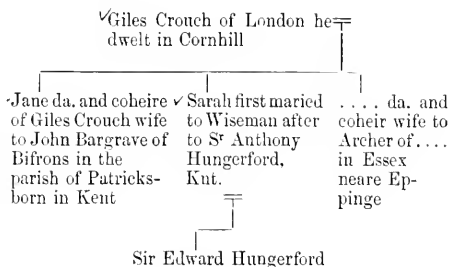 ✓Giles Crouch of London he
dwelt in Cornhill
Jane da. and coheire
of Giles Crouch wife
to John Bargrave of
Bifrons in the
parish of Patricks-
born in Kent
✓ Sarah first maried
to Wiseman after
to Sʳ Anthony
Hungerford,
Knt.
. . . . da. and
coheir wife to
Archer of . . . .
in Essex
neare Ep-
pinge
Sir Edward Hungerford